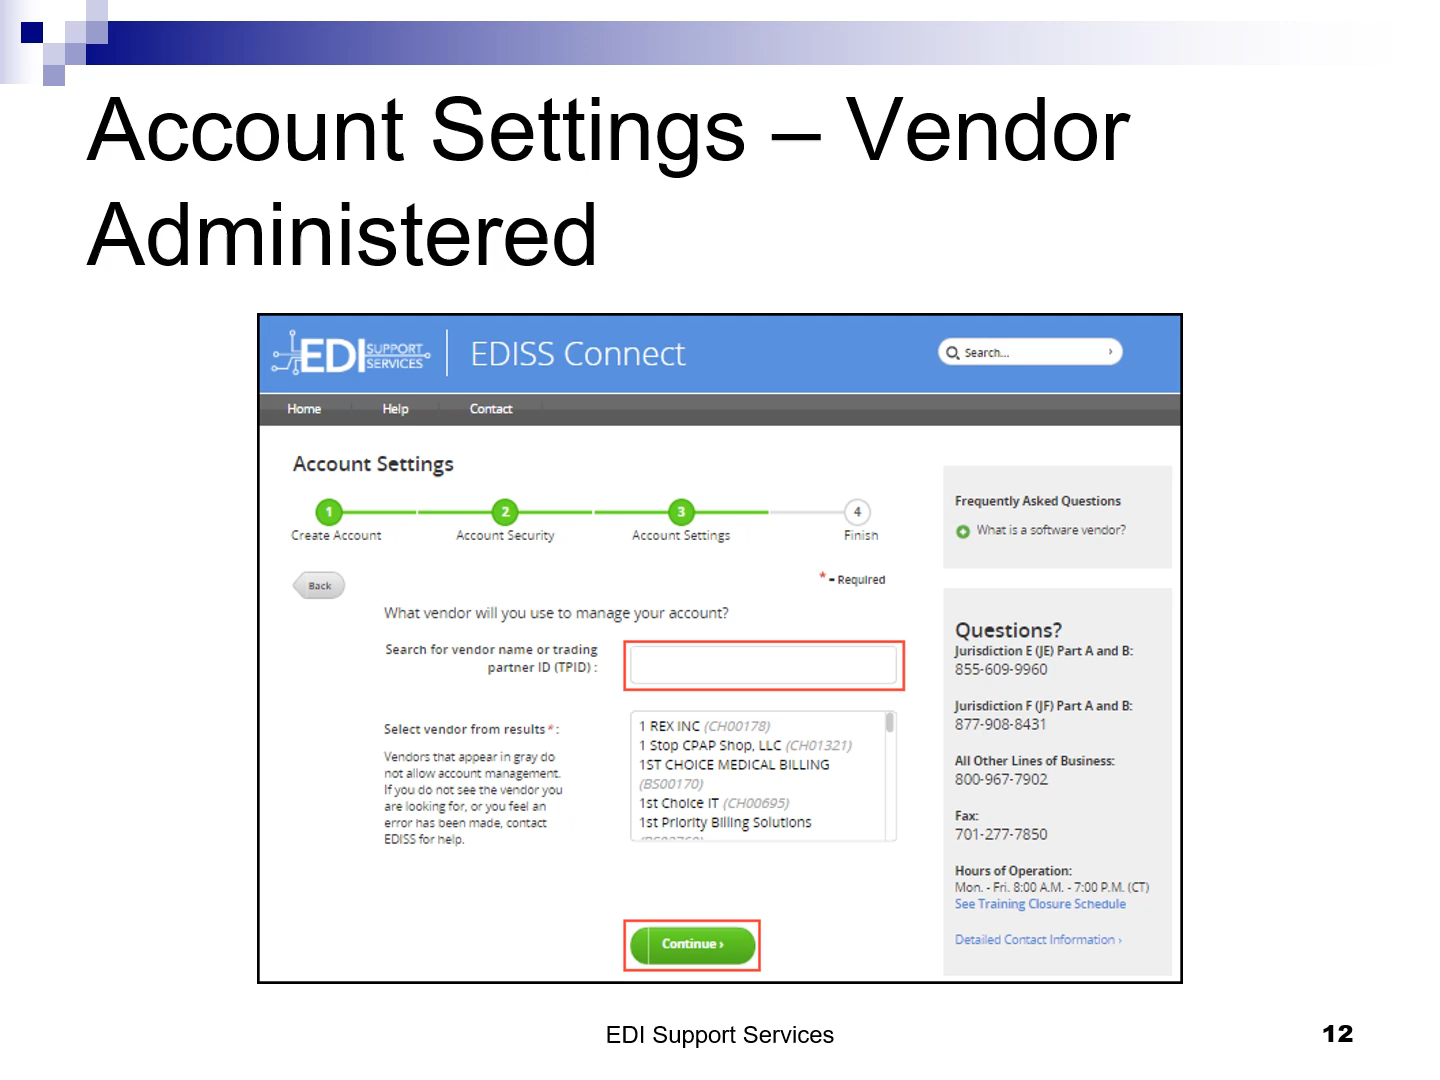 Account Settings – Vendor
Administered
EDI SUPPORT
SERVICES
EDISS Connect
Search...
Home
Help
Contact
Account Settings
1
2
3
4
Create Account
Account Security
Account Settings
Finish
Back
* = Required
What vendor will you use to manage your account?
Search for vendor name or trading
partner ID (TPID) :
Select vendor from results * :
Vendors that appear in gray do
not allow account management.
If you do not see the vendor you
are looking for, or you feel an
error has been made, contact
EDISS for help.
1 REX INC (CH00178)
1 Stop CPAP Shop, LLC (CH01321)
1ST CHOICE MEDICAL BILLING
(BS00170)
1st Choice IT (CH00695)
1st Priority Billing Solutions
Continue ›
Frequently Asked Questions
What is a software vendor?
Questions?
Jurisdiction E (JE) Part A and B:
855-609-9960
Jurisdiction F (JF) Part A and B:
877-908-8431
All Other Lines of Business:
800-967-7902
Fax:
701-277-7850
Hours of Operation:
Mon. - Fri. 8:00 A.M. - 7:00 P.M. (CT)
See Training Closure Schedule
Detailed Contact Information ›
EDI Support Services
12